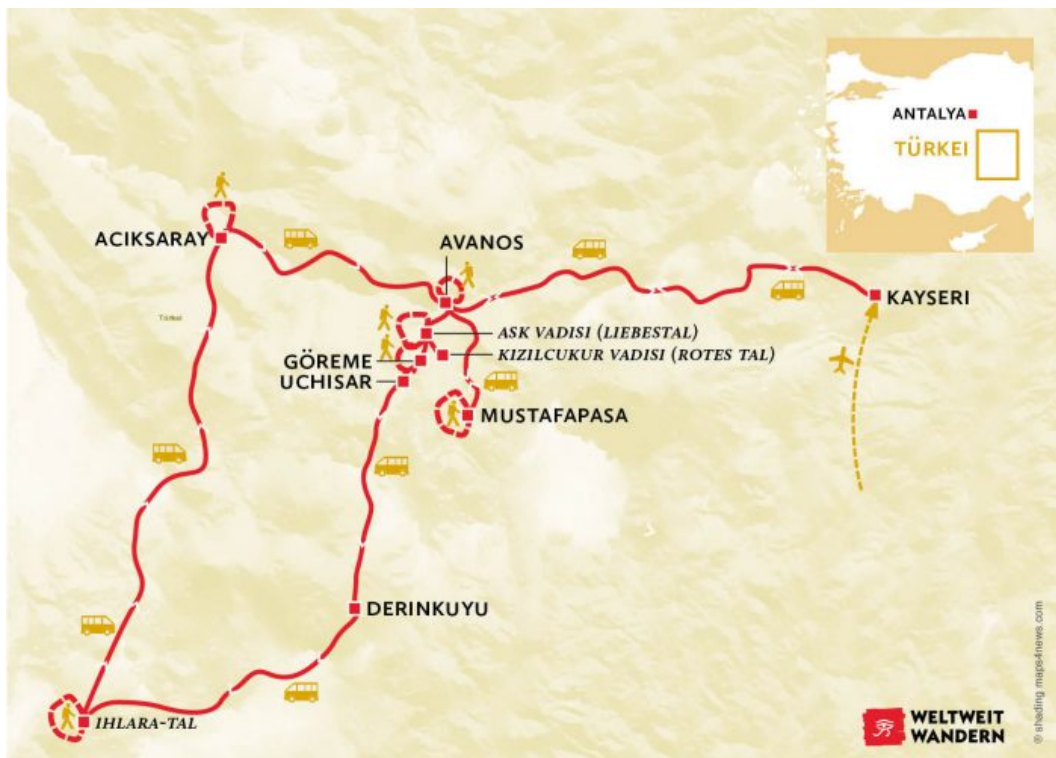 ANTALYA
TÜRKEI
ACIKSARAY
AVANOS
KAYSERI
ASK VADISI (LIEBESTAL)
KIZILCUKUR VADISI (ROTES TAL)
GÖREME
UCHISAR
MUSTAFAPASA
DERINKUYU
IHLARA-TAL
WELTWEIT
WANDERN
© shading maps4news.com